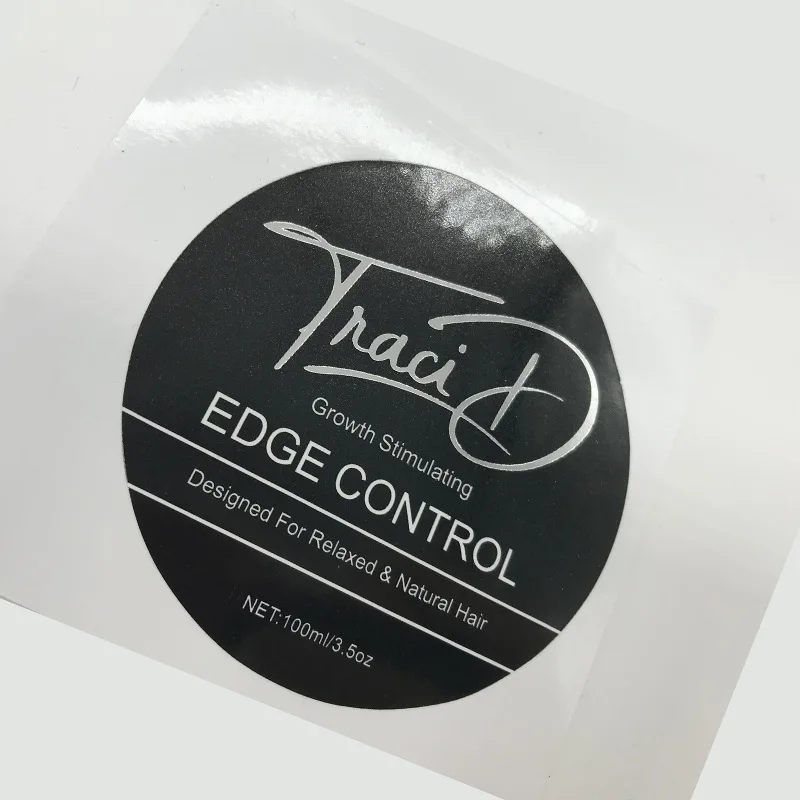 Traci D
Growth Stimulating
EDGE CONTROL
Designed For Relaxed & Natural Hair
NET:100ml/3.5oz